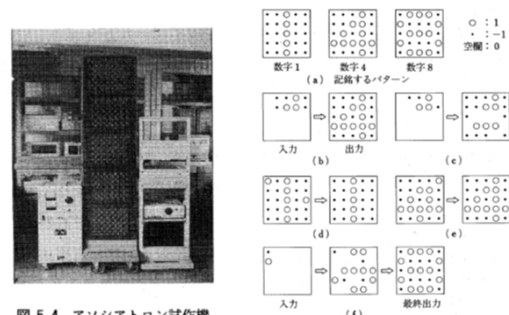 数字1 数字4 数字8
○ : 1
・ : −1
空欄: 0
(a) 記銘するパターン
入力 出力
(b) (c)
(d) (e)
入力 最終出力
(f)
図 5.4 アソシアトロン試作機